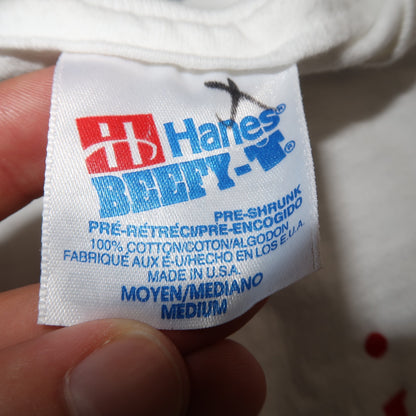 H Hanes®
BEEFY-T®
PRE-SHRUNK
PRÉ-RÉTRÉCI/PRE-ENCOGIDO
100% COTTON/COTON/ALGODON
FABRIQUÉ AUX É-U/HECHO EN LOS E.U.A.
MADE IN U.S.A.
MOYEN/MEDIANO
MEDIUM